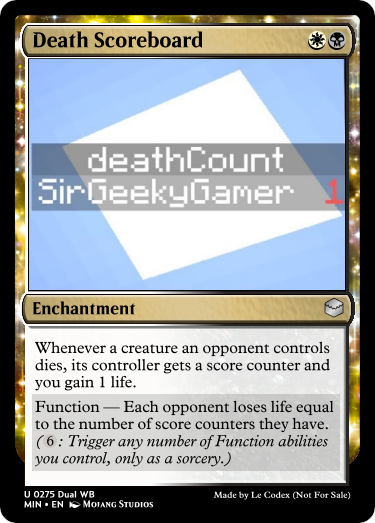 Death Scoreboard
deathCount
SirGeekyGamer 1
Enchantment
Whenever a creature an opponent controls
dies, its controller gets a score counter and
you gain 1 life.
Function — Each opponent loses life equal
to the number of score counters they have.
( 6 : Trigger any number of Function abilities
you control, only as a sorcery.)
U 0275 Dual WB
MIN • EN Mojang Studios
Made by Le Codex (Not For Sale)